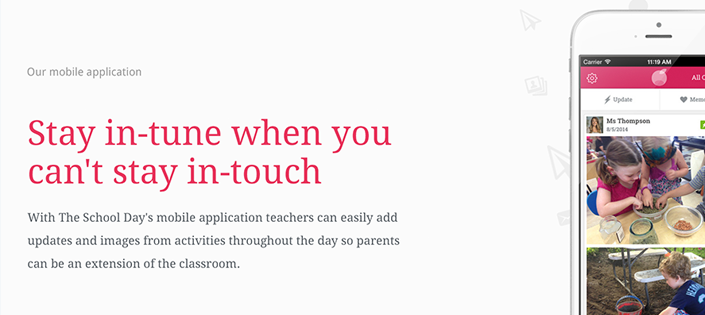 Our mobile application
Stay in-tune when you
can't stay in-touch
With The School Day's mobile application teachers can easily add
updates and images from activities throughout the day so parents
can be an extension of the classroom.
Carrier 11:19 AM
All C
Update Memo
Ms Thompson
8/5/2016